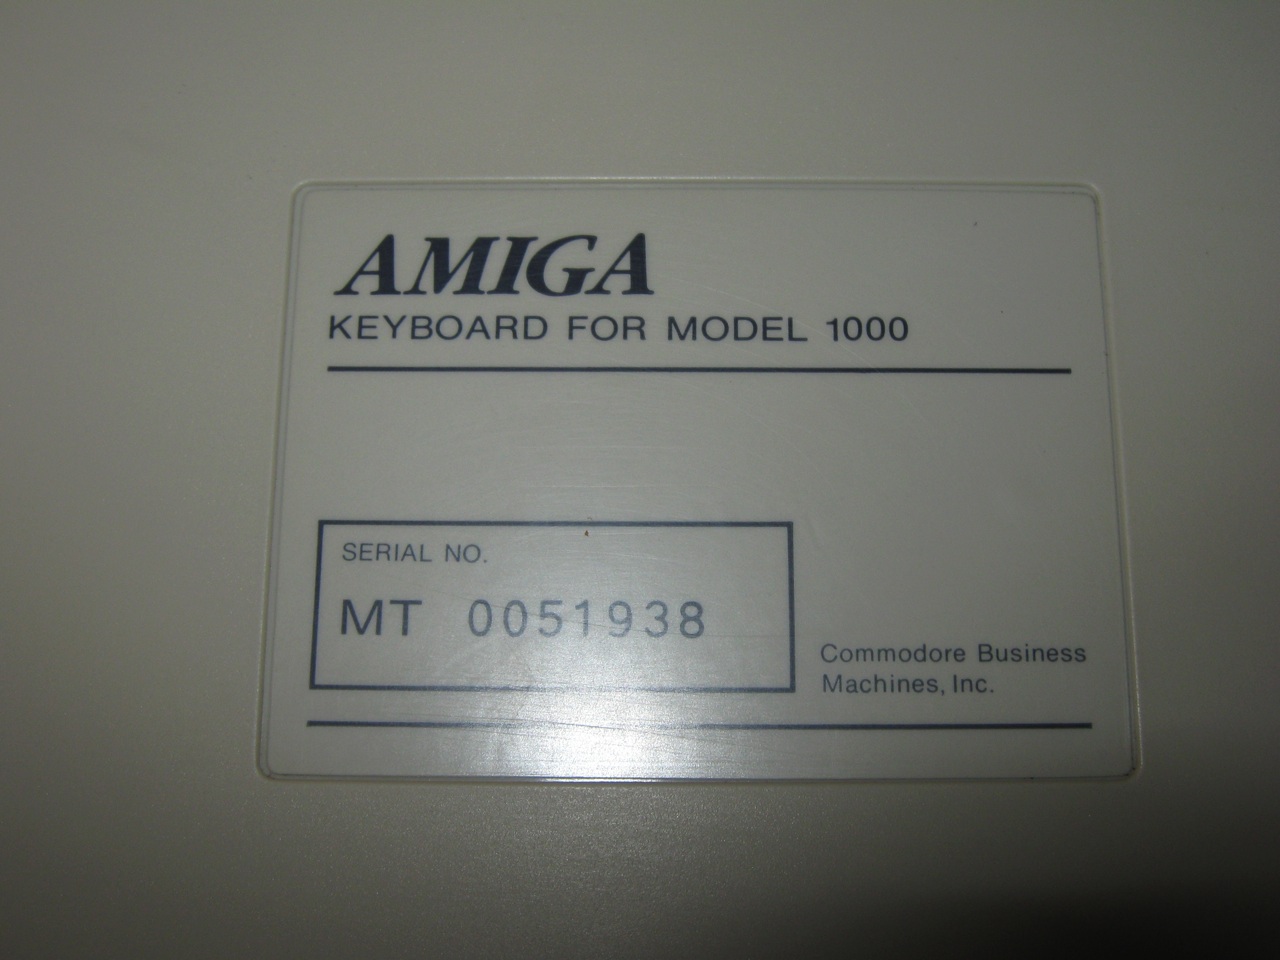 AMIGA
KEYBOARD FOR MODEL 1000
SERIAL NO.
MT 0051938
Commodore Business
Machines, Inc.